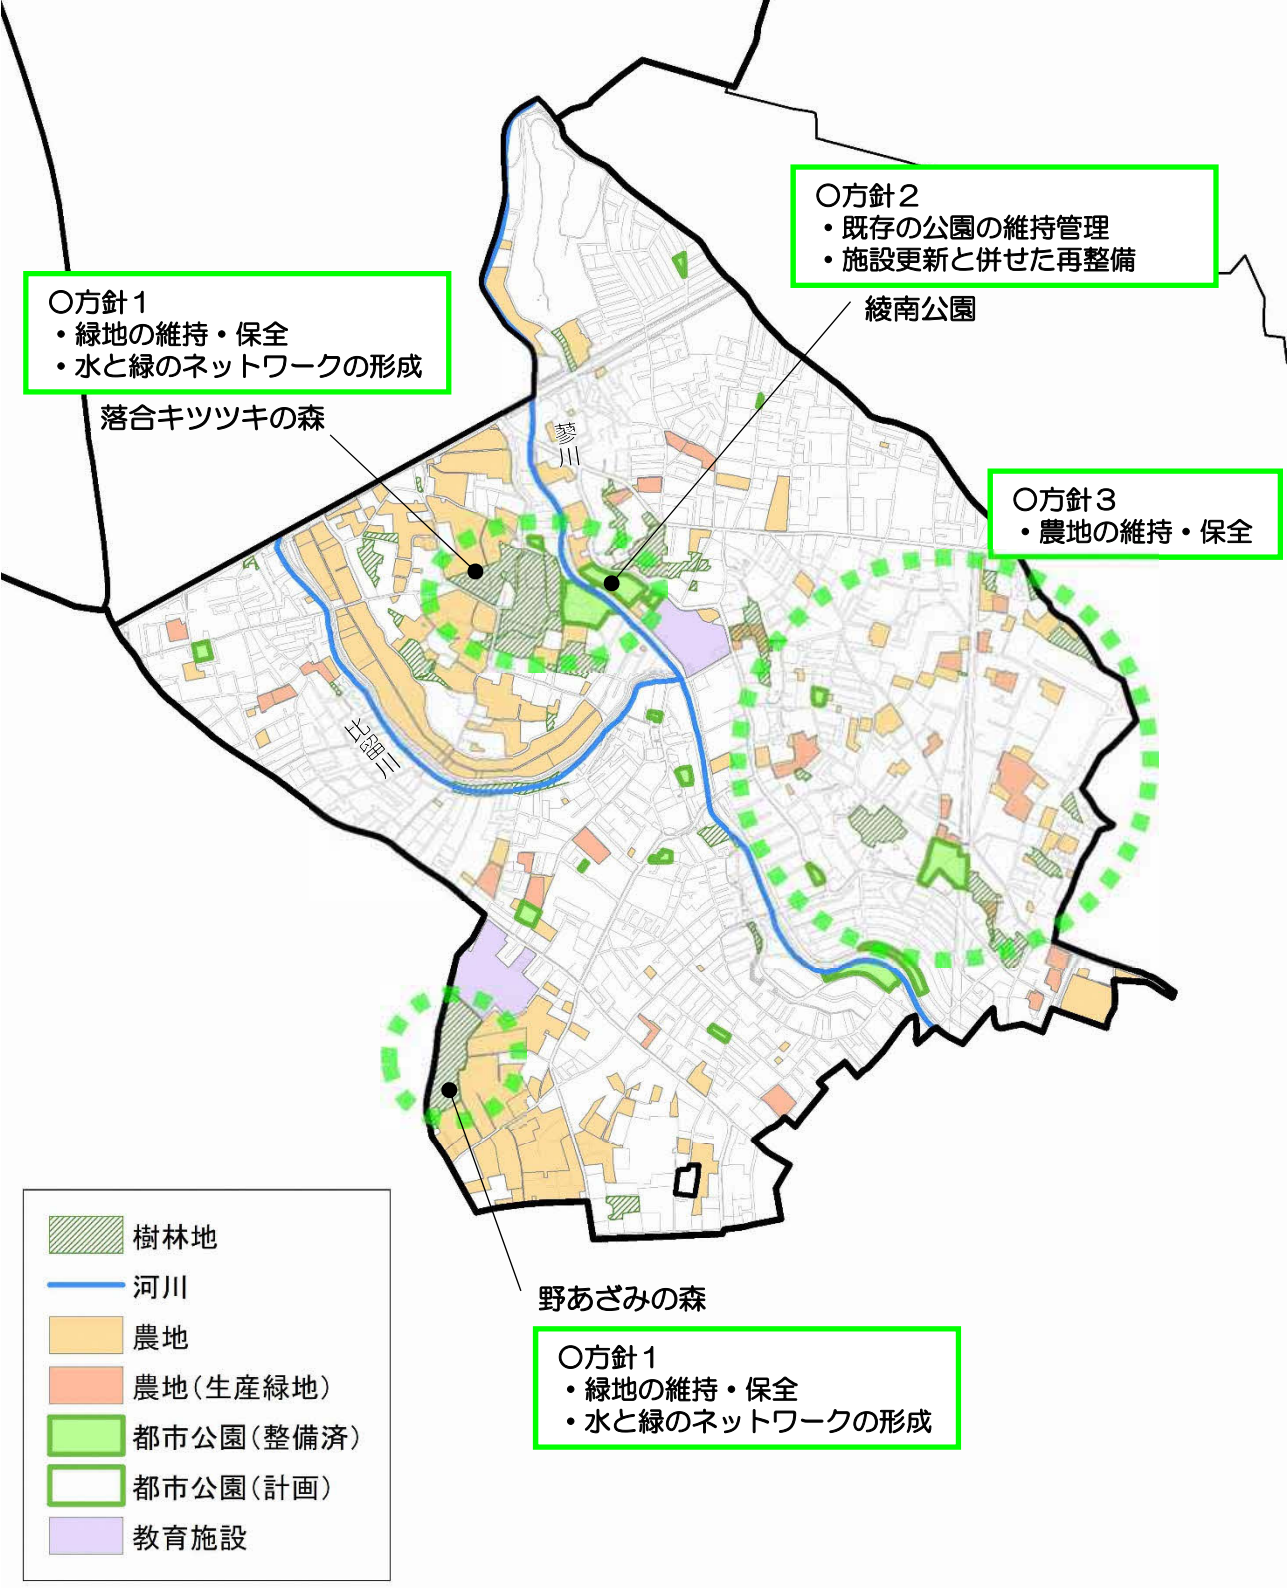 〇方針2
・既存の公園の維持管理
・施設更新と併せた再整備
綾南公園
〇方針1
・緑地の維持・保全
・水と緑のネットワークの形成
落合キツツキの森
蓼川
〇方針3
・農地の維持・保全
比留川
野あざみの森
〇方針1
・緑地の維持・保全
・水と緑のネットワークの形成
樹林地
河川
農地
農地(生産緑地)
都市公園(整備済)
都市公園(計画)
教育施設